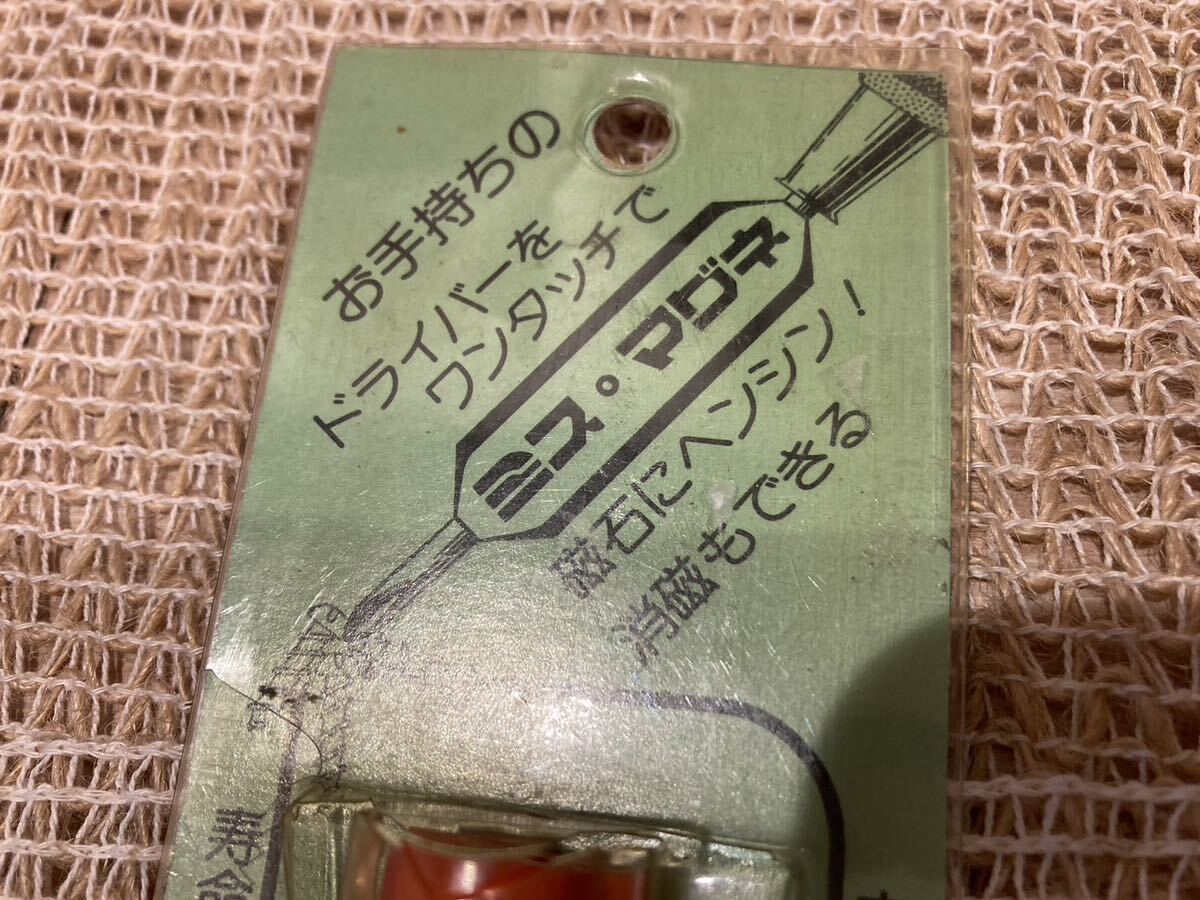 お手持ちの
ドライバーを
ワンタッチで
ミス・マグネ
磁石にヘンシン!
消磁もできる